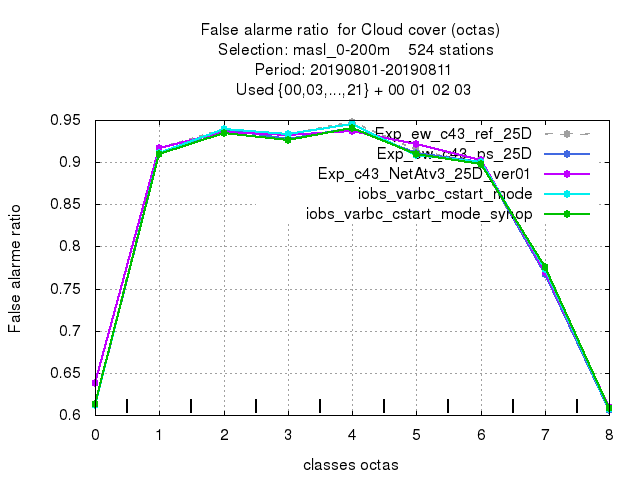 False alarme ratio  for Cloud cover (octas)
Selection: masl_0-200m    524 stations
Period: 20190801-20190811
Used {00,03,...,21} + 00 01 02 03
Exp_ew_c43_ref_25D
Exp_ew_c43_ps_25D
Exp_c43_NetAtv3_25D_ver01
iobs_varbc_cstart_mode
iobs_varbc_cstart_mode_synop
False alarme ratio
0.95
0.9
0.85
0.8
0.75
0.7
0.65
0.6
0 1 2 3 4 5 6 7 8
classes octas